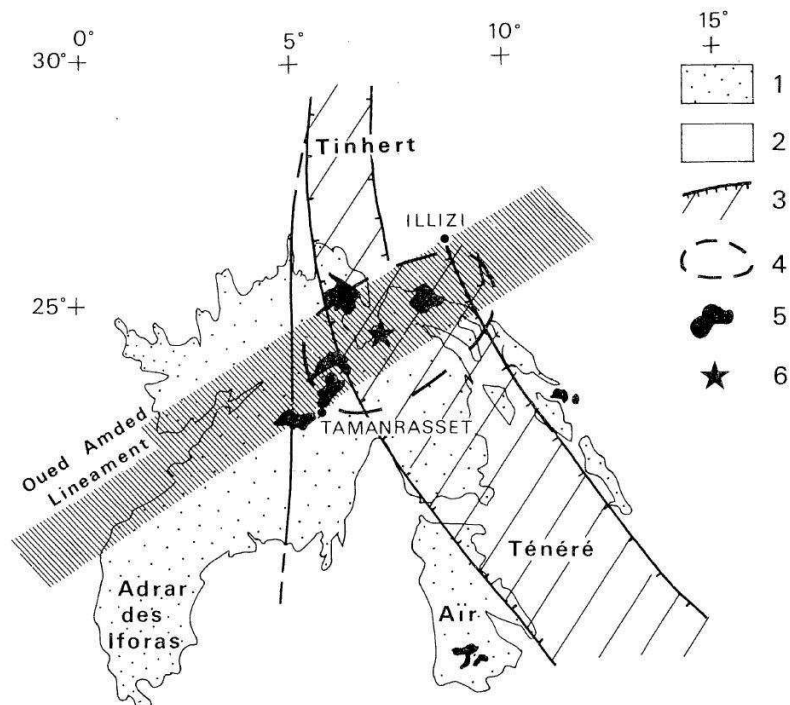 0°
5°
10°
15°
30°
25°
1
2
3
4
5
6
Tinhert
ILLIZI
TAMANRASSET
Oued Amded
Lineament
Ténéré
Adrar
des
Iforas
Aïr